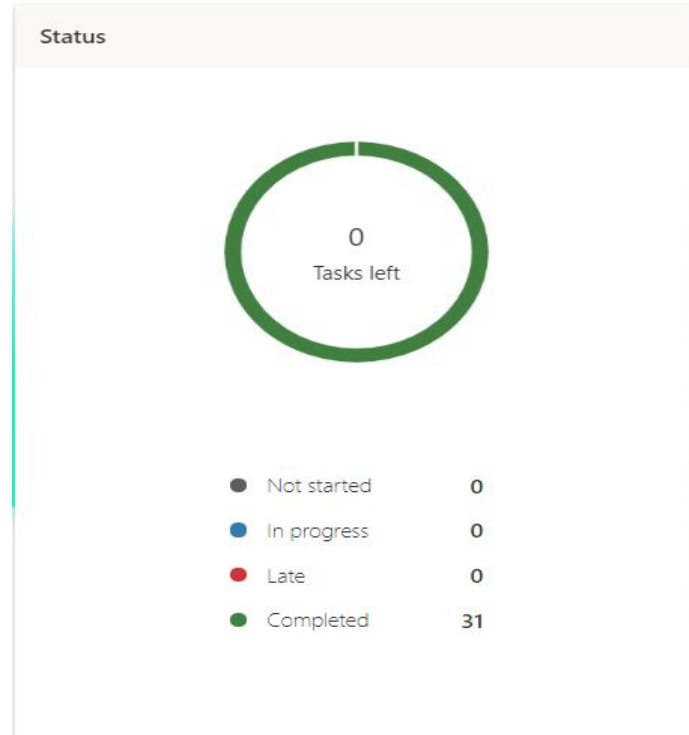 Status
0
Tasks left
Not started 0
In progress 0
Late 0
Completed 31